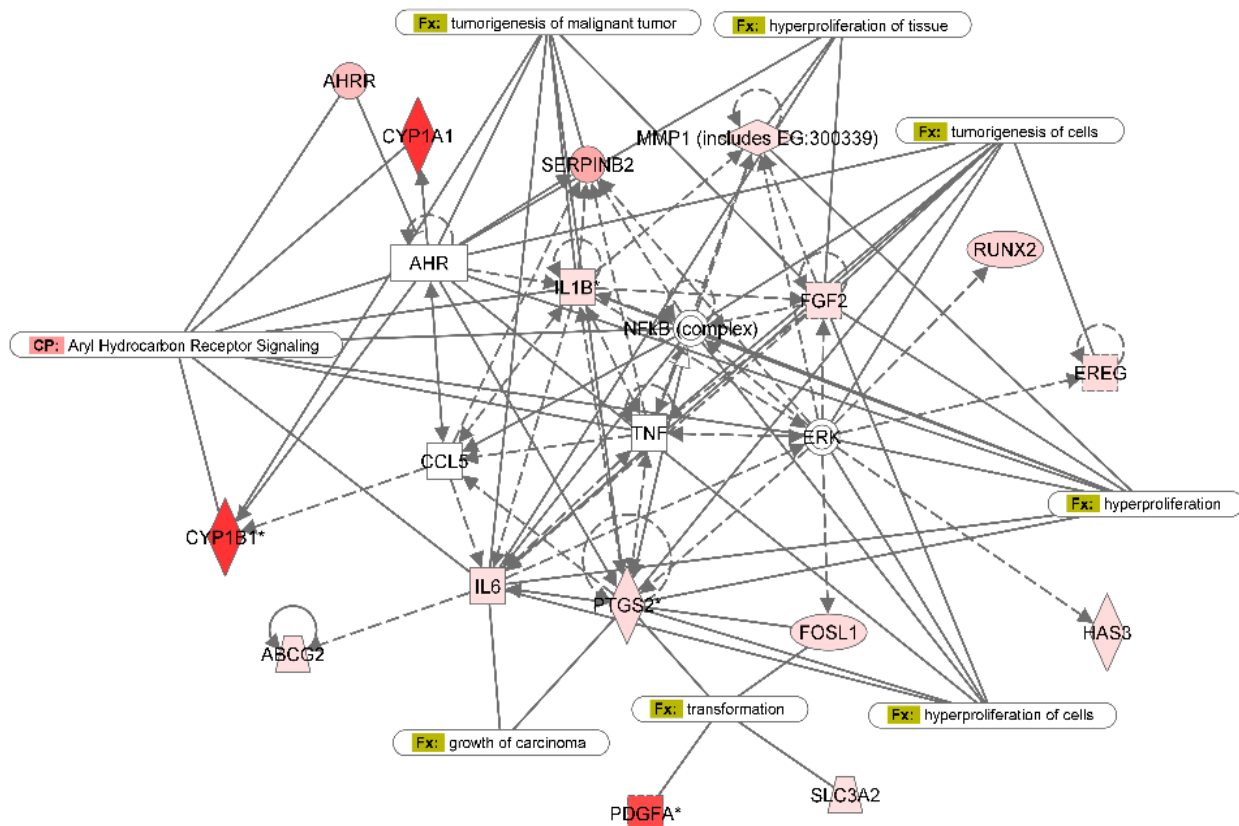 Fx: tumorigenesis of malignant tumor
Fx: hyperproliferation of tissue
AHRR
CYP1A1
MMP1 (includes EG:300339)
Fx: tumorigenesis of cells
SERPINB2
RUNX2
AHR
IL1B*
FGF2
NFkB (complex)
CP: Aryl Hydrocarbon Receptor Signaling
EREG
TNF
ERK
CCL5
Fx: hyperproliferation
CYP1B1*
IL6
PTGS2*
FOSL1
HAS3
ABCG2
Fx: transformation
Fx: hyperproliferation of cells
Fx: growth of carcinoma
SLC3A2
PDGFA*